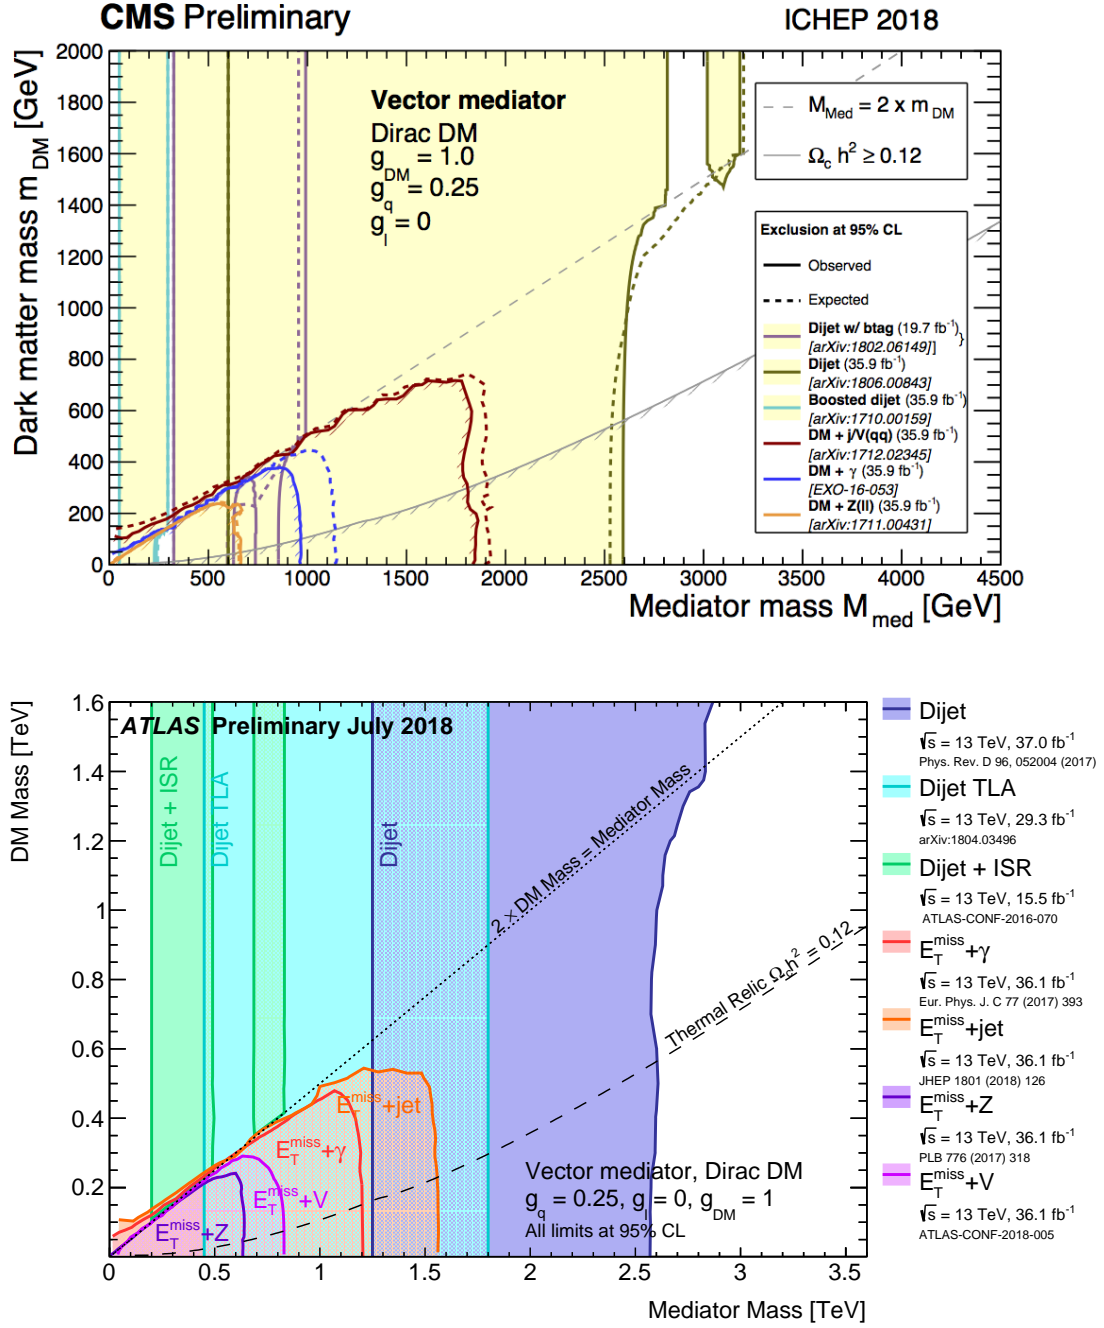 CMS Preliminary
ICHEP 2018
Dark matter mass m_DM [GeV]
2000
1800
1600
1400
1200
1000
800
600
400
200
0
Vector mediator
Dirac DM
g_DM = 1.0
g_q = 0.25
g_l = 0
M_Med = 2 x m_DM
Ω_c h² ≥ 0.12
Exclusion at 95% CL
Observed
Expected
Dijet w/ btag (19.7 fb⁻¹)}
[arXiv:1802.06149]]
Dijet (35.9 fb⁻¹)
[arXiv:1806.00843]
Boosted dijet (35.9 fb⁻¹)
[arXiv:1710.00159]
DM + j/V(qq) (35.9 fb⁻¹)
[arXiv:1712.02345]
DM + γ (35.9 fb⁻¹)
[EXO-16-053]
DM + Z(ll) (35.9 fb⁻¹)
[arXiv:1711.00431]
0 500 1000 1500 2000 2500 3000 3500 4000 4500
Mediator mass M_med [GeV]
DM Mass [TeV]
1.6
1.4
1.2
1
0.8
0.6
0.4
0.2
ATLAS Preliminary July 2018
Dijet + ISR
Dijet TLA
Dijet
2 × DM Mass = Mediator Mass
Thermal Relic Ω_c h² = 0.12
E_T^miss+jet
E_T^miss+γ
E_T^miss+V
E_T^miss+Z
Vector mediator, Dirac DM
g_q = 0.25, g_l = 0, g_DM = 1
All limits at 95% CL
0 0.5 1 1.5 2 2.5 3 3.5
Mediator Mass [TeV]
Dijet
√s = 13 TeV, 37.0 fb⁻¹
Phys. Rev. D 96, 052004 (2017)
Dijet TLA
√s = 13 TeV, 29.3 fb⁻¹
arXiv:1804.03496
Dijet + ISR
√s = 13 TeV, 15.5 fb⁻¹
ATLAS-CONF-2016-070
E_T^miss+γ
√s = 13 TeV, 36.1 fb⁻¹
Eur. Phys. J. C 77 (2017) 393
E_T^miss+jet
√s = 13 TeV, 36.1 fb⁻¹
JHEP 1801 (2018) 126
E_T^miss+Z
√s = 13 TeV, 36.1 fb⁻¹
PLB 776 (2017) 318
E_T^miss+V
√s = 13 TeV, 36.1 fb⁻¹
ATLAS-CONF-2018-005